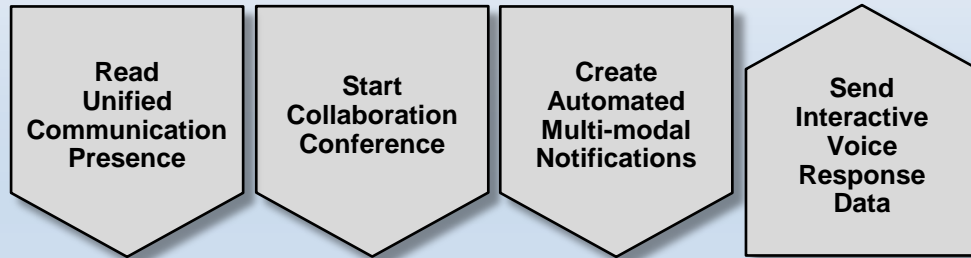 Read
Unified
Communication
Presence
Start
Collaboration
Conference
Create
Automated
Multi-modal
Notifications
Send
Interactive
Voice
Response
Data